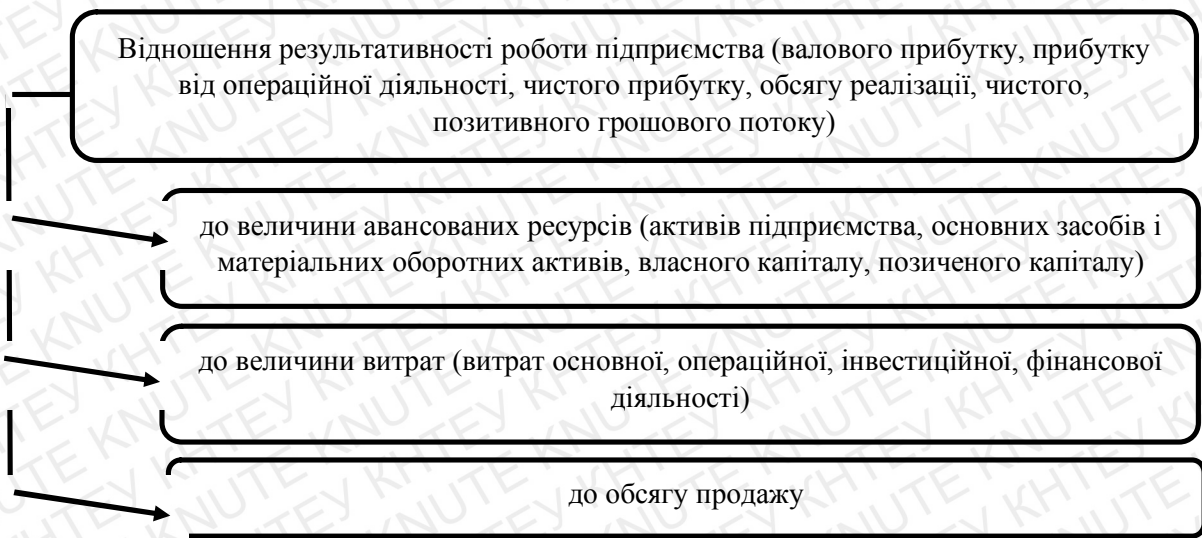 Відношення результативності роботи підприємства (валового прибутку, прибутку
від операційної діяльності, чистого прибутку, обсягу реалізації, чистого,
позитивного грошового потоку)
до величини авансованих ресурсів (активів підприємства, основних засобів і
матеріальних оборотних активів, власного капіталу, позиченого капіталу)
до величини витрат (витрат основної, операційної, інвестиційної, фінансової
діяльності)
до обсягу продажу